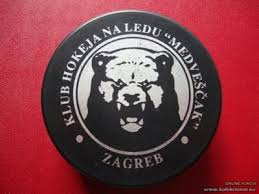 KLUB HOKEJA NA LEDU "MEDVEŠČAK"
· ZAGREB ·